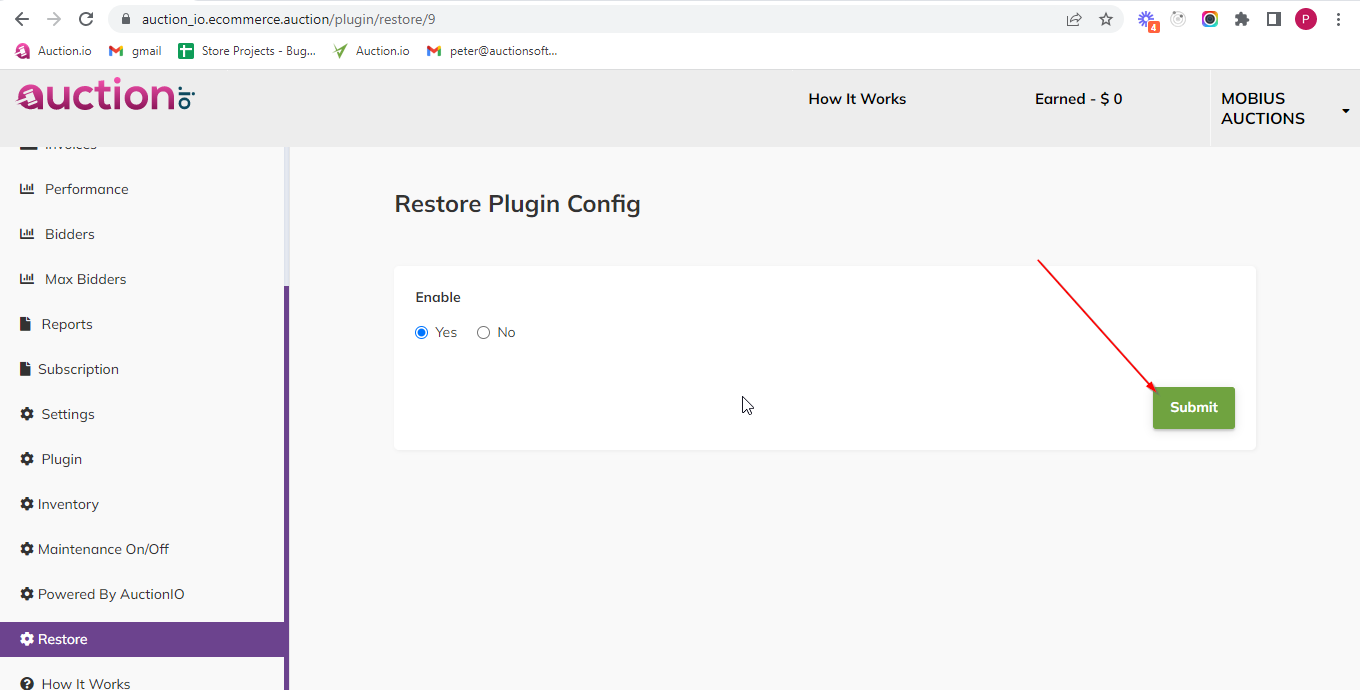 auction_io.ecommerce.auction/plugin/restore/9
4
P
Auction.io
gmail
Store Projects - Bug...
Auction.io
peter@auctionsoft...
auction.io
How It Works
Earned - $ 0
MOBIUS
AUCTIONS
Invoices
Performance
Bidders
Max Bidders
Reports
Subscription
Settings
Plugin
Inventory
Maintenance On/Off
Powered By AuctionIO
Restore
How It Works
Restore Plugin Config
Enable
Yes
No
Submit